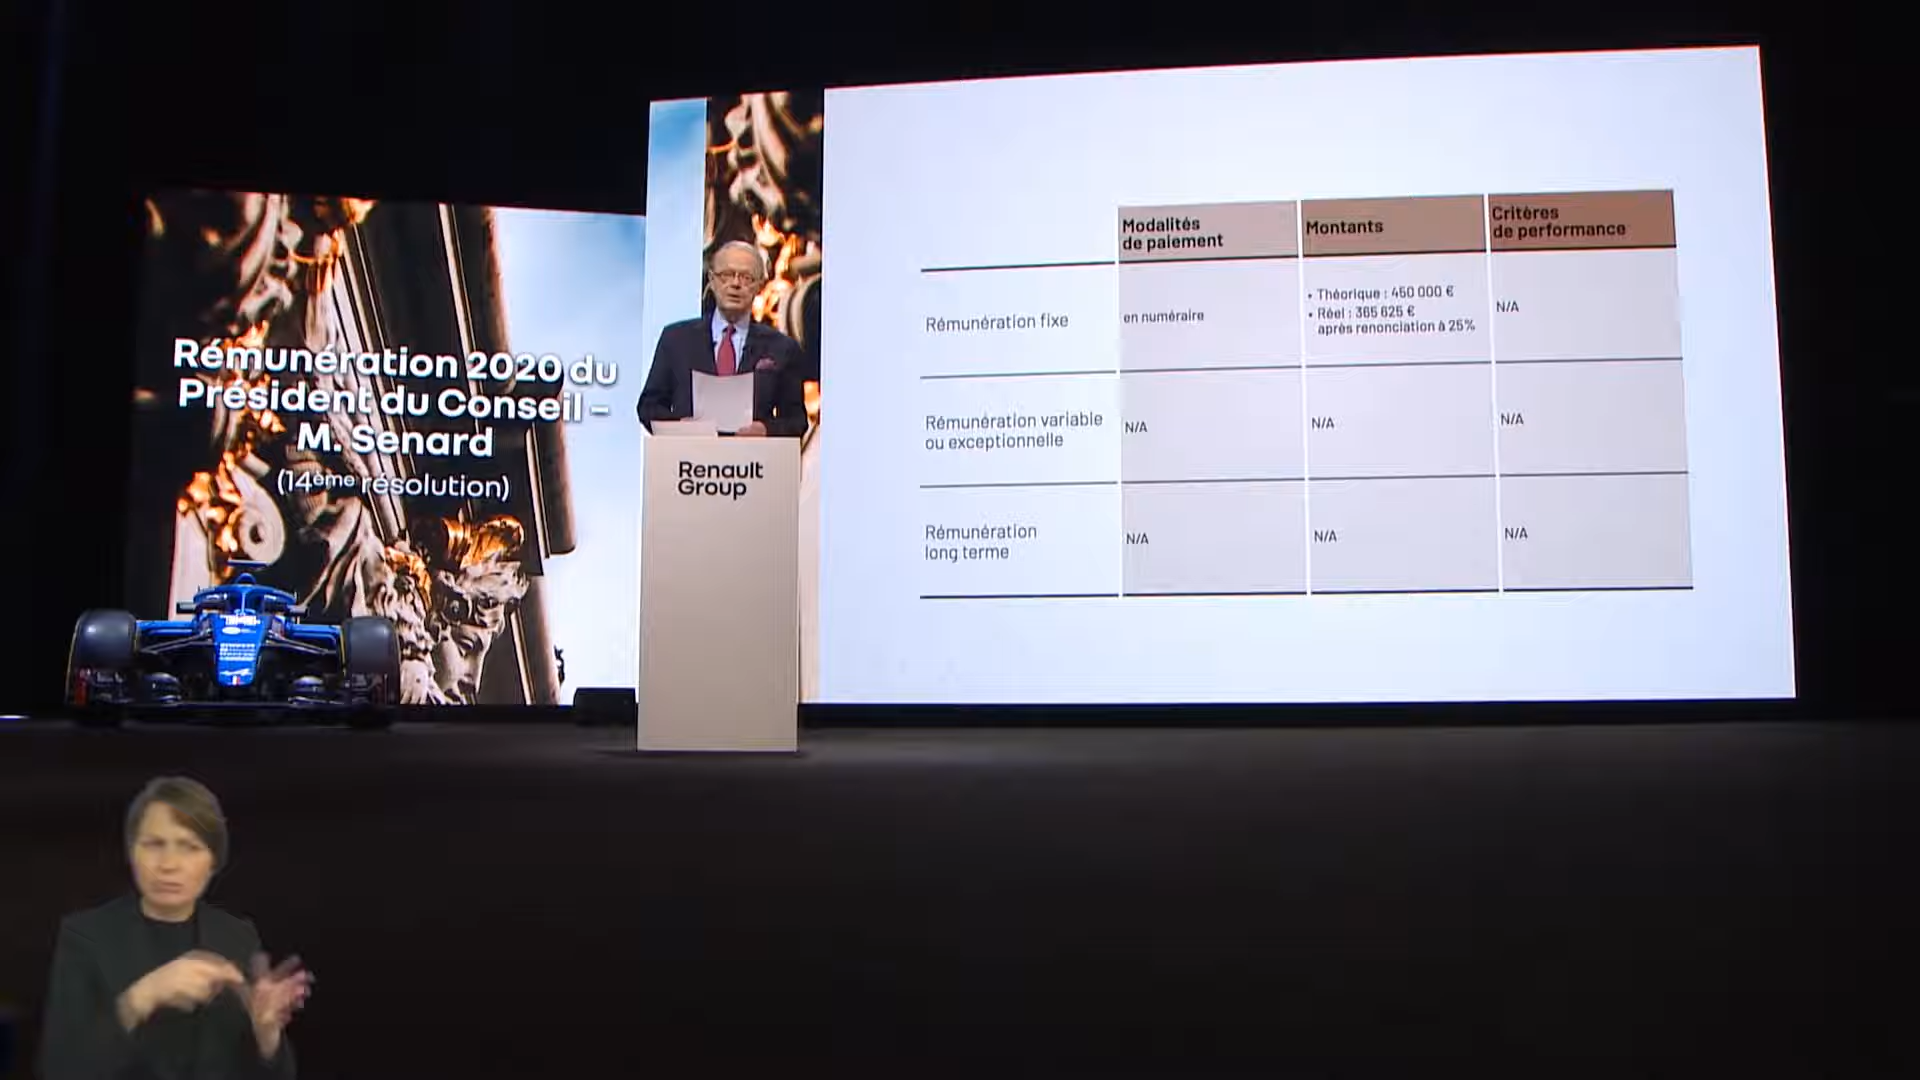 Rémunération 2020 du
Président du Conseil –
M. Senard
(14ème résolution)
Renault
Group
Modalités
de paiement
Montants
Critères
de performance
Rémunération fixe
en numéraire
• Théorique : 450 000 €
• Réel : 365 625 €
après renonciation à 25%
N/A
Rémunération variable
ou exceptionnelle
N/A
N/A
N/A
Rémunération
long terme
N/A
N/A
N/A